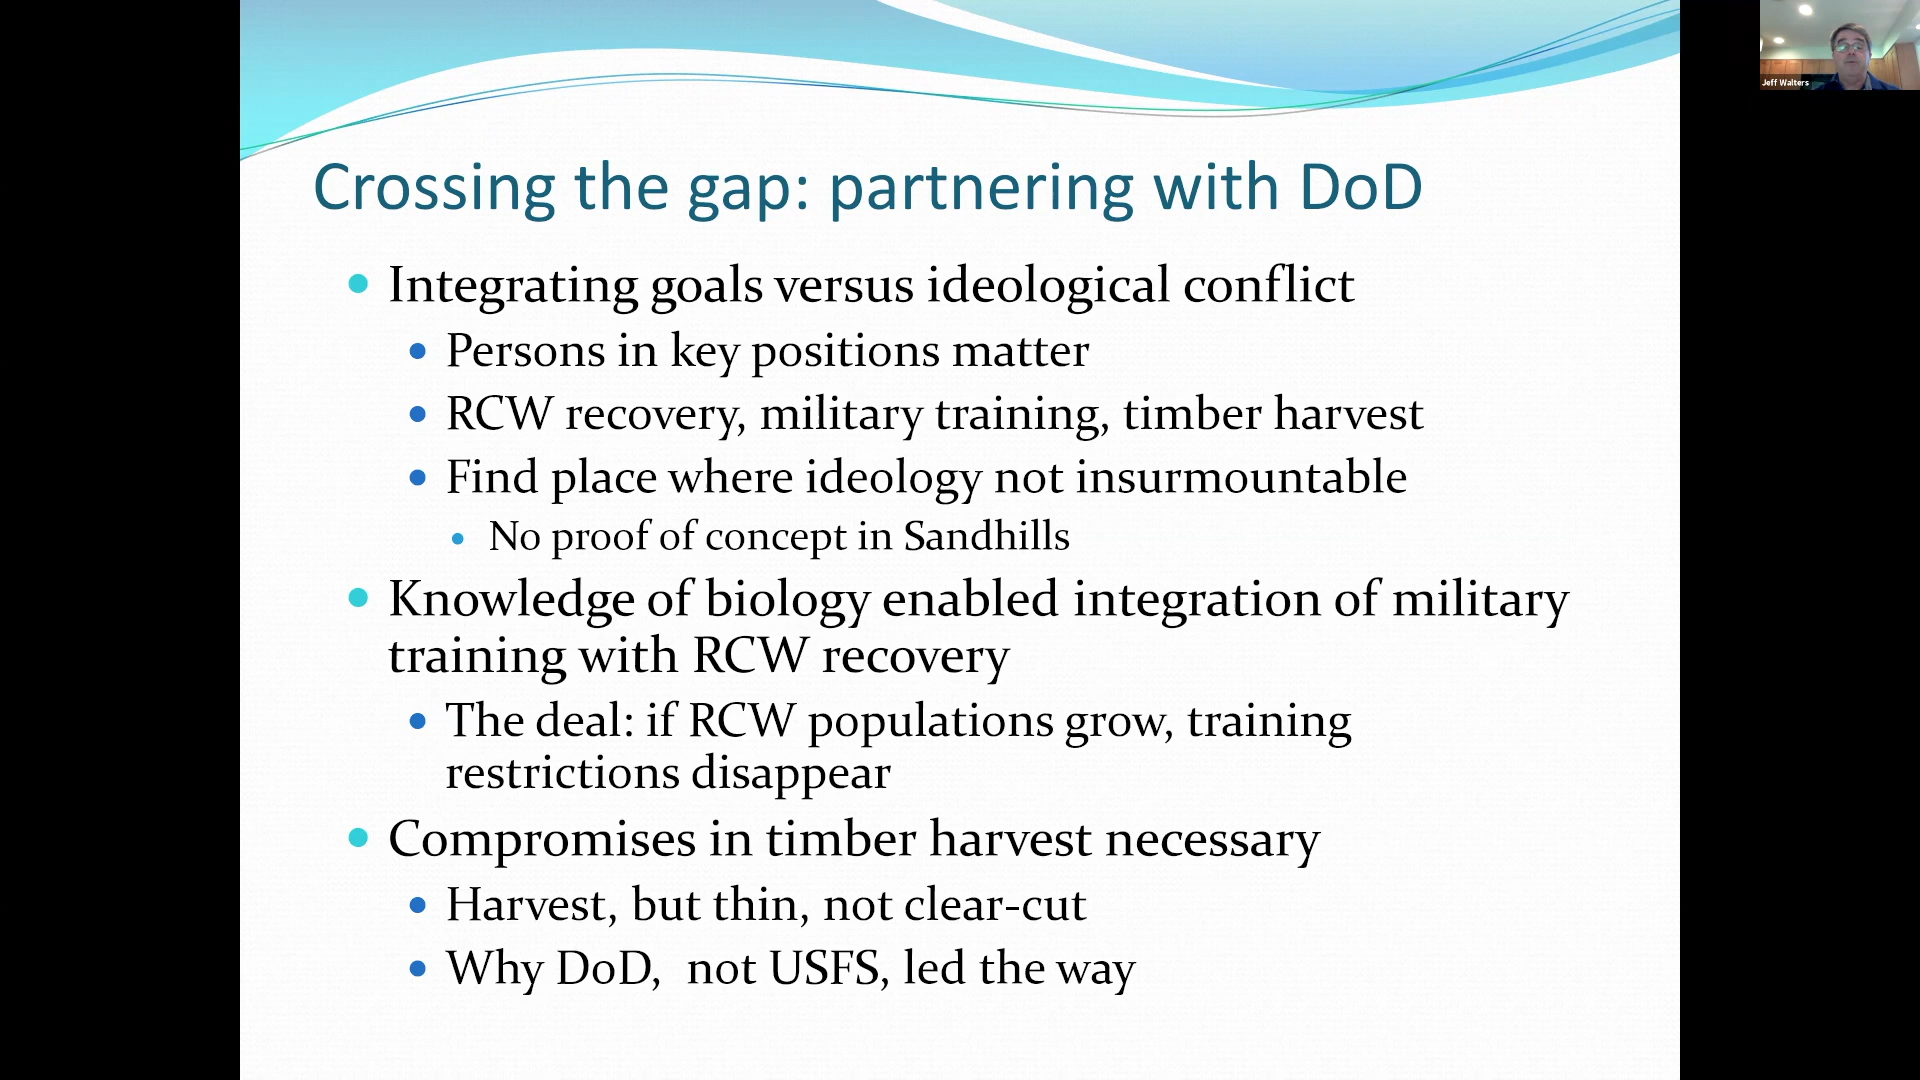 Jeff Walters
Crossing the gap: partnering with DoD
Integrating goals versus ideological conflict
Persons in key positions matter
RCW recovery, military training, timber harvest
Find place where ideology not insurmountable
No proof of concept in Sandhills
Knowledge of biology enabled integration of military
training with RCW recovery
The deal: if RCW populations grow, training
restrictions disappear
Compromises in timber harvest necessary
Harvest, but thin, not clear-cut
Why DoD, not USFS, led the way